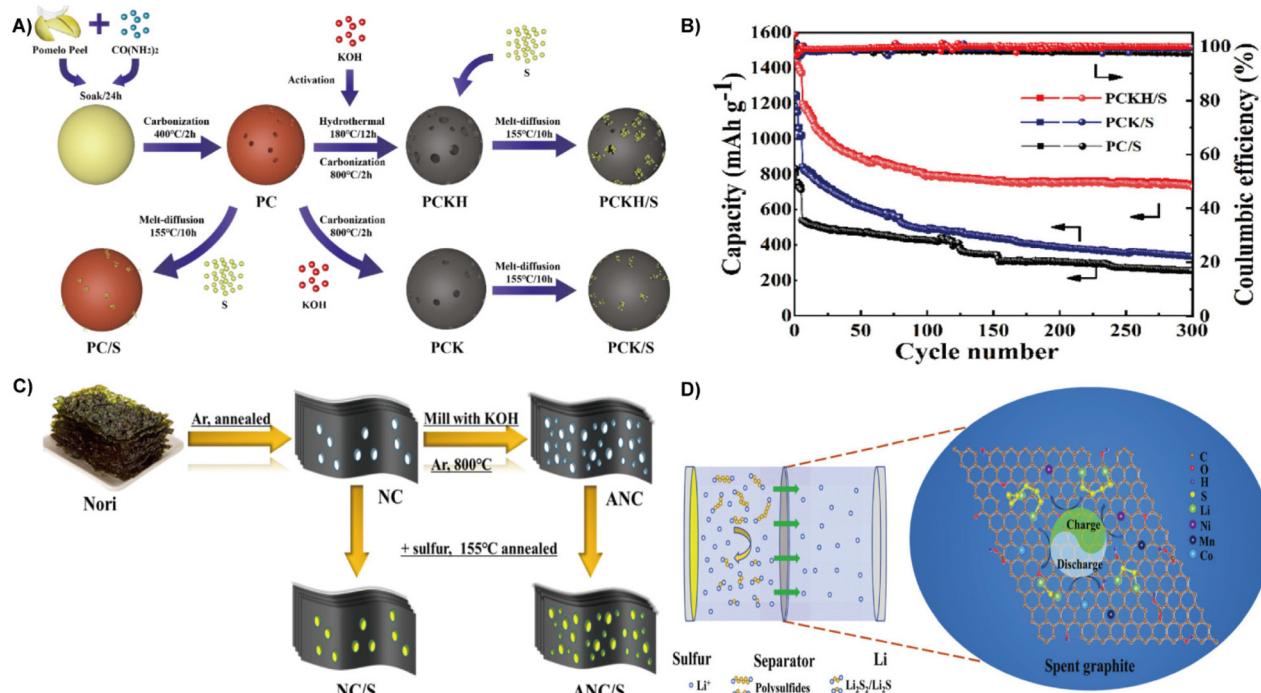 A)
Pomelo Peel
CO(NH2)2
Soak/24h
Carbonization
400℃/2h
PC
KOH
Activation
Hydrothermal
180℃/12h
Carbonization
800℃/2h
PCKH
S
Melt-diffusion
155℃/10h
PCKH/S
Melt-diffusion
155℃/10h
S
PC/S
Carbonization
800℃/2h
KOH
PCK
Melt-diffusion
155℃/10h
PCK/S
B)
Capacity (mAh g⁻¹)
1600
1400
1200
1000
800
600
400
200
0
50
100
150
200
250
300
Cycle number
PCKH/S
PCK/S
PC/S
100
80
60
40
20
0
Coulumbic efficiency (%)
C)
Nori
Ar, annealed
NC
Mill with KOH
Ar, 800℃
ANC
+ sulfur, 155℃ annealed
NC/S
ANC/S
D)
Sulfur
Separator
Li
Li⁺
Polysulfides
Li₂S₂/Li₂S
Charge
Discharge
C
O
H
S
Li
Ni
Mn
Co
Spent graphite